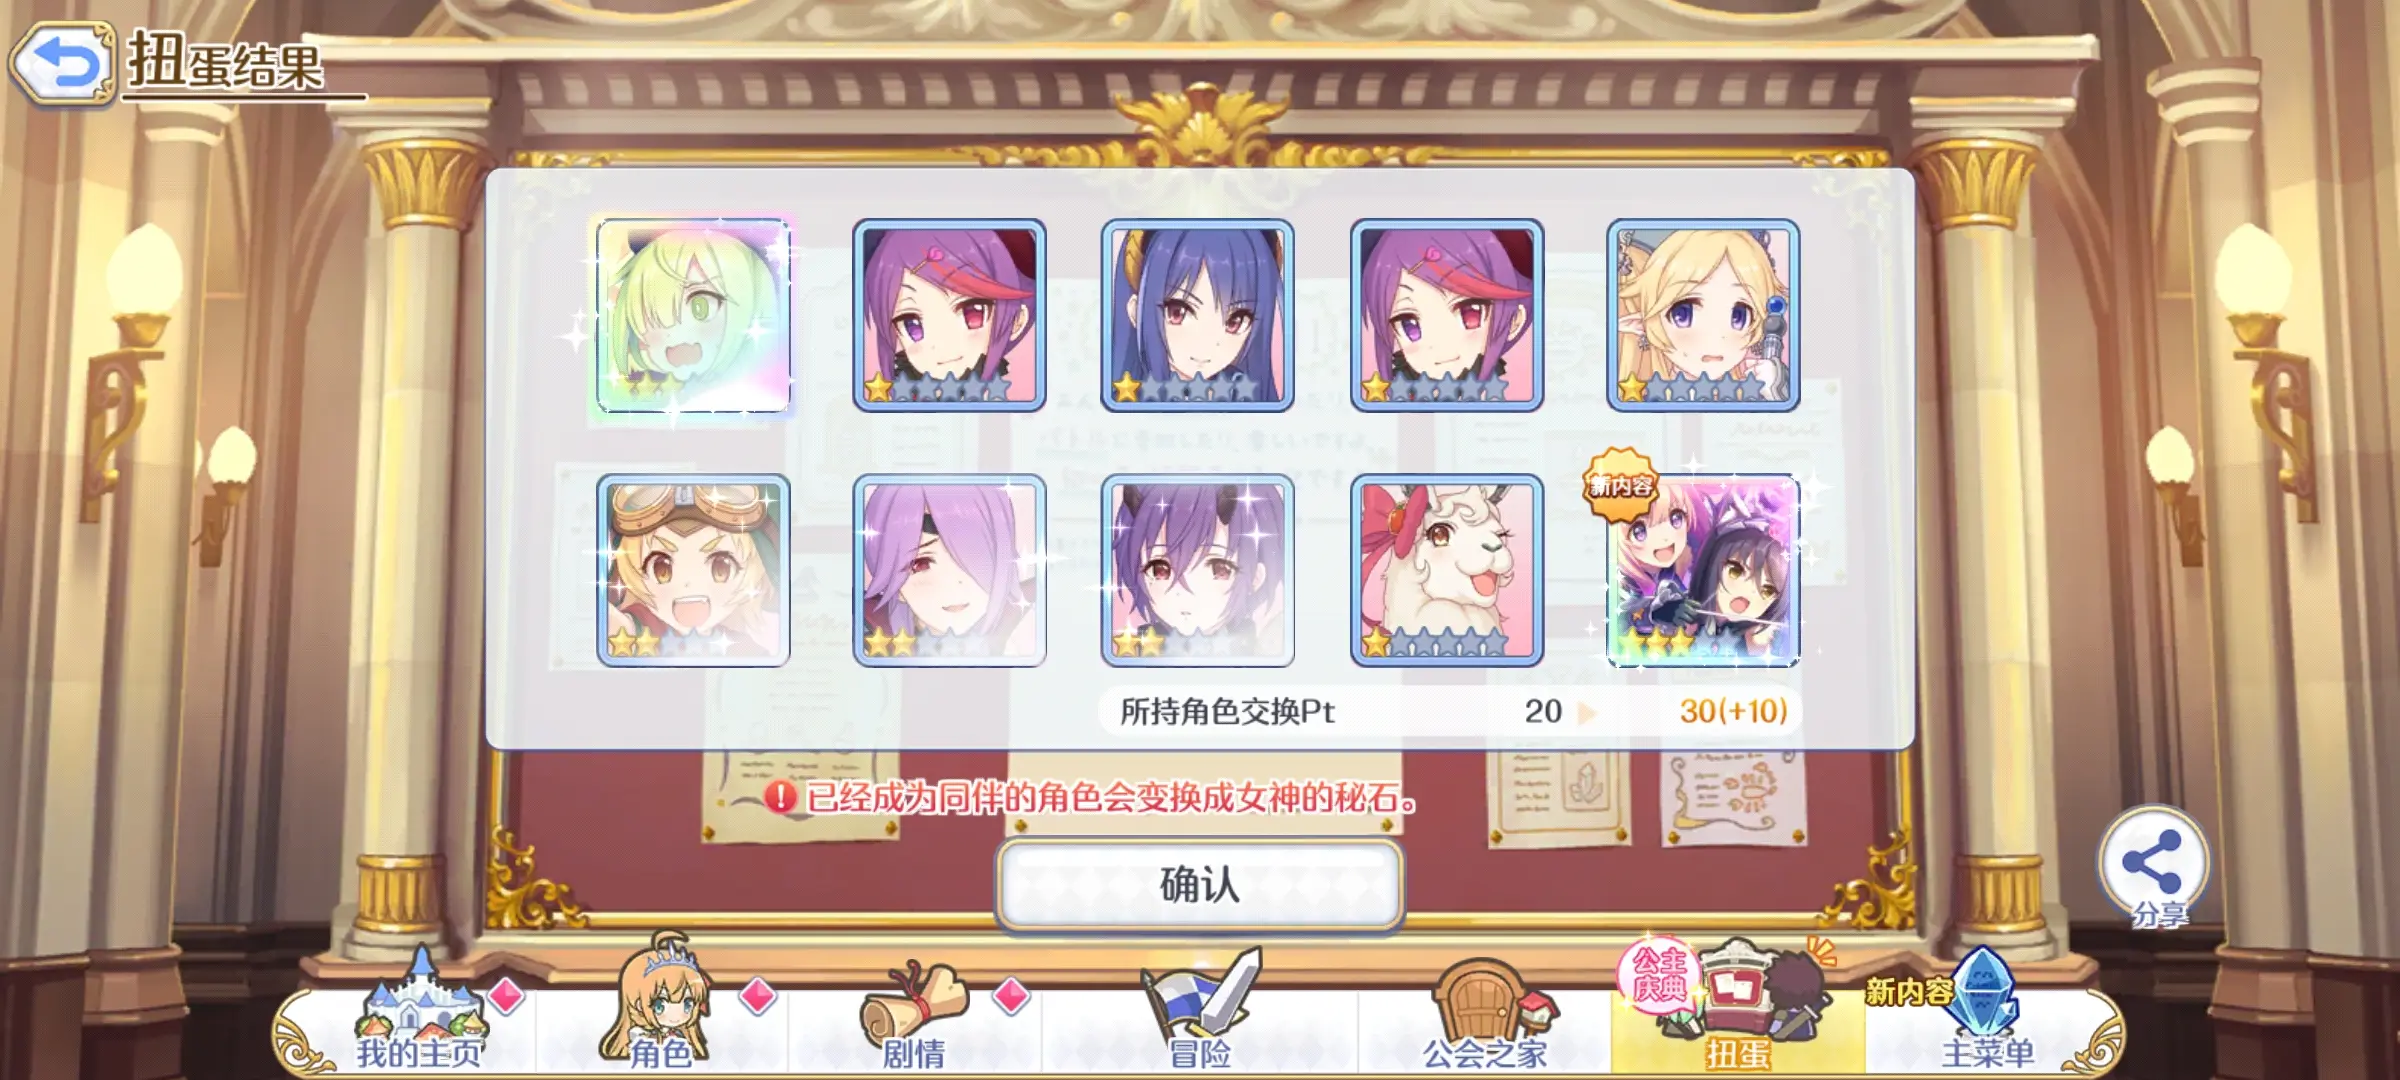 扭蛋结果
新内容
所持角色交换Pt 20 30(+10)
已经成为同伴的角色会变换成女神的秘石。
确认
分享
公主庆典
新内容
我的主页
角色
剧情
冒险
公会之家
扭蛋
主菜单